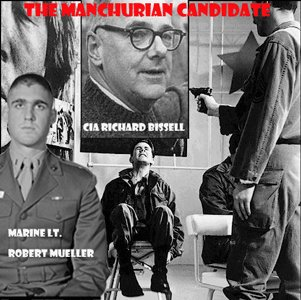 THE MANCHURIAN CANDIDATE
CIA RICHARD BISSELL
MARINE LT.
ROBERT MUELLER